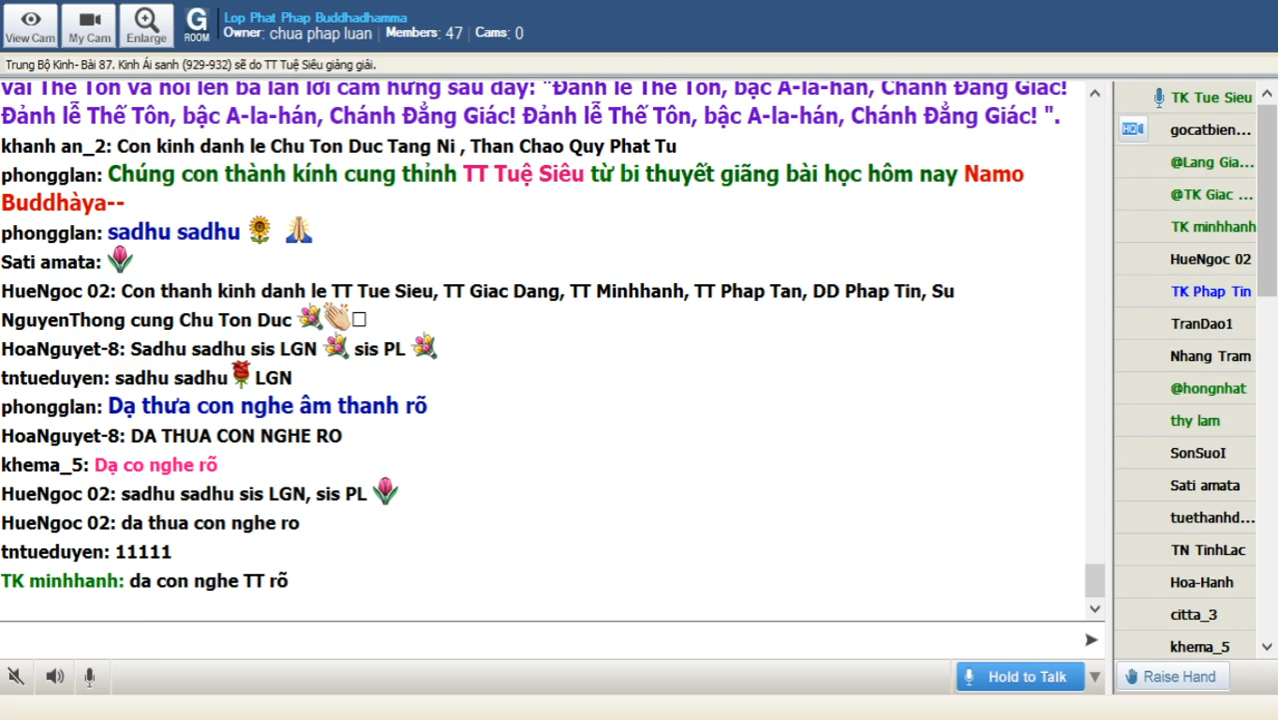 View Cam
My Cam
Enlarge
G
ROOM
Lop Phat Phap Buddhadhamma
Owner: chua phap luan Members: 47 Cams: 0
Trung Bộ Kinh- Bài 87. Kinh Ái sanh (929-932) sẽ do TT Tuệ Siêu giảng giải.
vái Thế Tôn và nói lên ba lần lời cảm hứng sau đây: "Đảnh lễ Thế Tôn, bậc A-la-hán, Chánh Đẳng Giác!
Đảnh lễ Thế Tôn, bậc A-la-hán, Chánh Đẳng Giác! Đảnh lễ Thế Tôn, bậc A-la-hán, Chánh Đẳng Giác! ".
khanh an_2: Con kinh danh le Chu Ton Duc Tang Ni , Than Chao Quy Phat Tu
phongglan: Chúng con thành kính cung thỉnh TT Tuệ Siêu từ bi thuyết giãng bài học hôm nay Namo
Buddhàya--
phongglan: sadhu sadhu
Sati amata:
HueNgoc 02: Con thanh kinh danh le TT Tue Sieu, TT Giac Dang, TT Minhhanh, TT Phap Tan, DD Phap Tin, Su
NguyenThong cung Chu Ton Duc
HoaNguyet-8: Sadhu sadhu sis LGN sis PL
tntueduyen: sadhu sadhu LGN
phongglan: Dạ thưa con nghe âm thanh rõ
HoaNguyet-8: DA THUA CON NGHE RO
khema_5: Dạ co nghe rõ
HueNgoc 02: sadhu sadhu sis LGN, sis PL
HueNgoc 02: da thua con nghe ro
tntueduyen: 11111
TK minhhanh: da con nghe TT rõ
Hold to Talk
TK Tue Sieu
HQ
gocatbien...
@Lang Gia...
@TK Giac ...
TK minhhanh
HueNgoc 02
TK Phap Tin
TranDao1
Nhang Tram
@hongnhat
thy lam
SonSuoI
Sati amata
tuethanhd...
TN TinhLac
Hoa-Hanh
citta_3
khema_5
Raise Hand